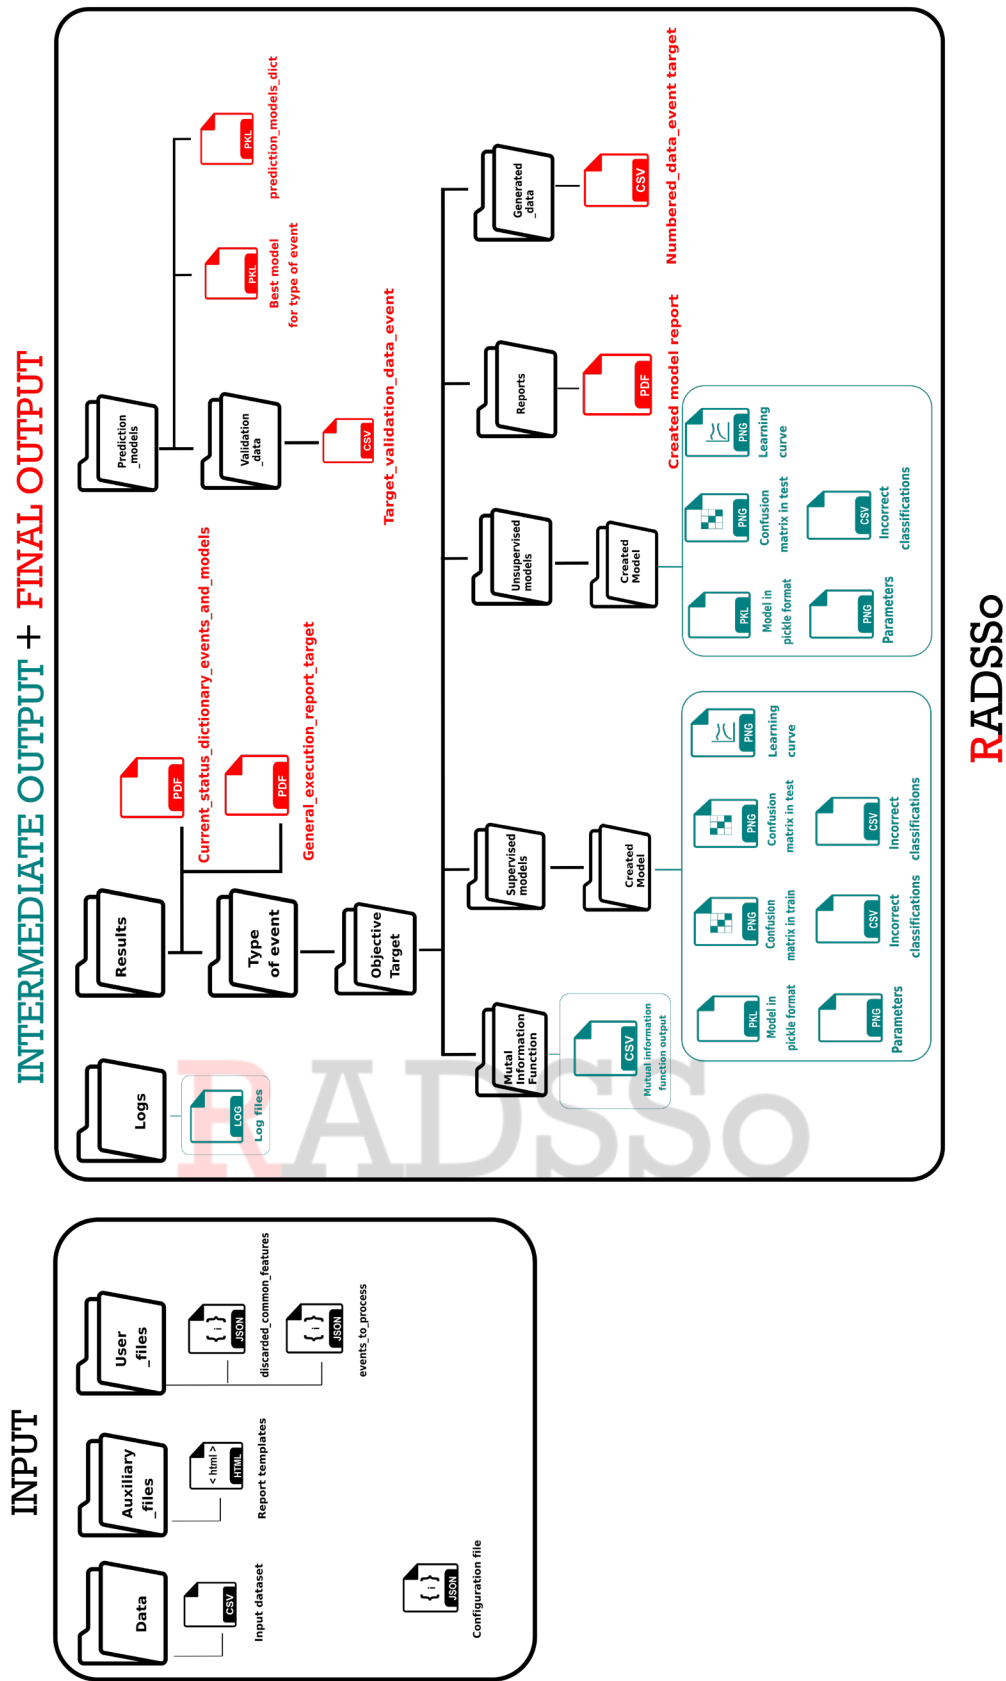 INPUT
Data
CSV
Input dataset
Auxiliary
_files
< html >
HTML
Report templates
User
_files
{ i }
JSON
discarded_common_features
{ i }
JSON
events_to_process
{ i }
JSON
Configuration file
INTERMEDIATE OUTPUT + FINAL OUTPUT
RADSSo
Logs
LOG
Log files
Results
PDF
Current_status_dictionary_events_and_models
PDF
General_execution_report_target
Type
of event
Objective
Target
Prediction
_models
PKL
Best model
for type of event
PKL
prediction_models_dict
Validation
_data
CSV
Target_validation_data_event
Mutal
Information
Function
CSV
Mutual information
function output
Supervised
models
Created
Model
PKL
Model in
pickle format
PNG
Confusion
matrix in train
PNG
Confusion
matrix in test
PNG
Learning
curve
PNG
Parameters
CSV
Incorrect
classifications
CSV
Incorrect
classifications
Unsupervised
models
Created
Model
PKL
Model in
pickle format
PNG
Confusion
matrix in test
PNG
Learning
curve
PNG
Parameters
CSV
Incorrect
classifications
Reports
PDF
Created model report
Generated
_data
CSV
Numbered_data_event target
RADSSo